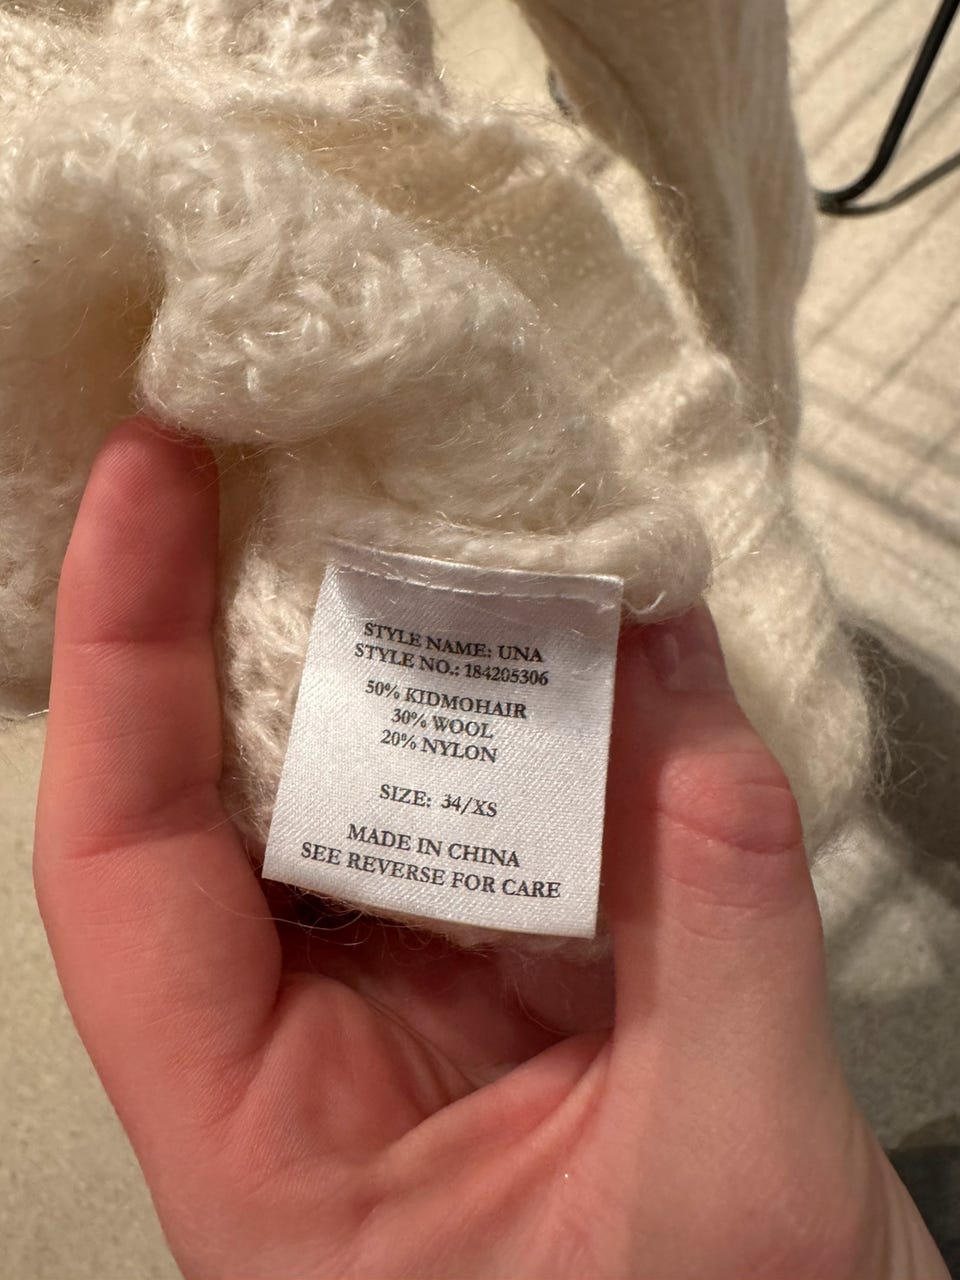 STYLE NAME: UNA
STYLE NO.: 184205306
50% KIDMOHAIR
30% WOOL
20% NYLON
SIZE: 34/XS
MADE IN CHINA
SEE REVERSE FOR CARE